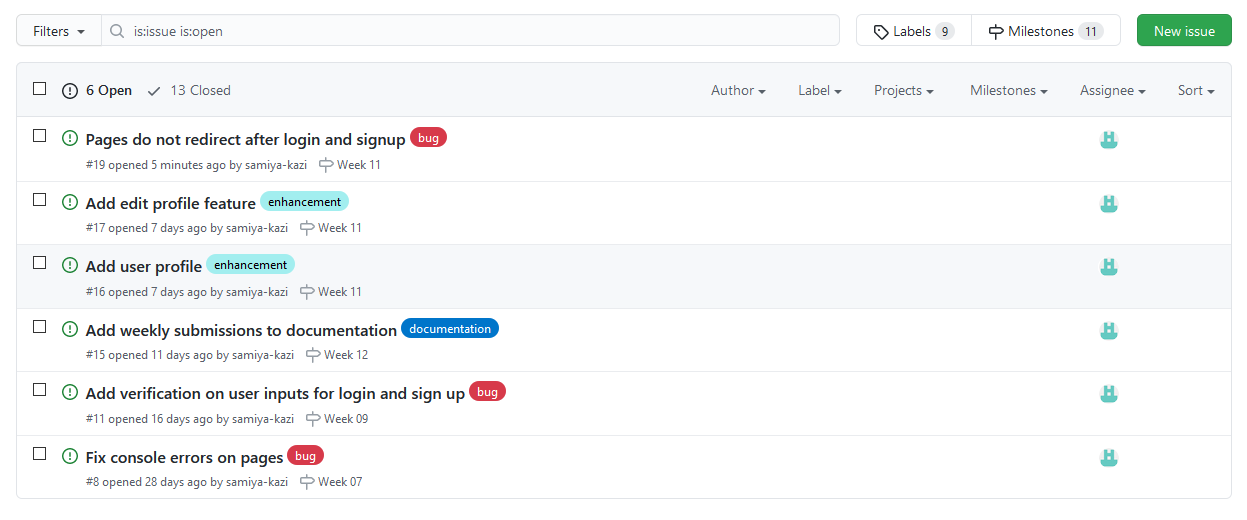 Filters is:issue is:open Labels 9 Milestones 11 New issue
6 Open 13 Closed Author Label Projects Milestones Assignee Sort
Pages do not redirect after login and signup bug
#19 opened 5 minutes ago by samiya-kazi Week 11
Add edit profile feature enhancement
#17 opened 7 days ago by samiya-kazi Week 11
Add user profile enhancement
#16 opened 7 days ago by samiya-kazi Week 11
Add weekly submissions to documentation documentation
#15 opened 11 days ago by samiya-kazi Week 12
Add verification on user inputs for login and sign up bug
#11 opened 16 days ago by samiya-kazi Week 09
Fix console errors on pages bug
#8 opened 28 days ago by samiya-kazi Week 07